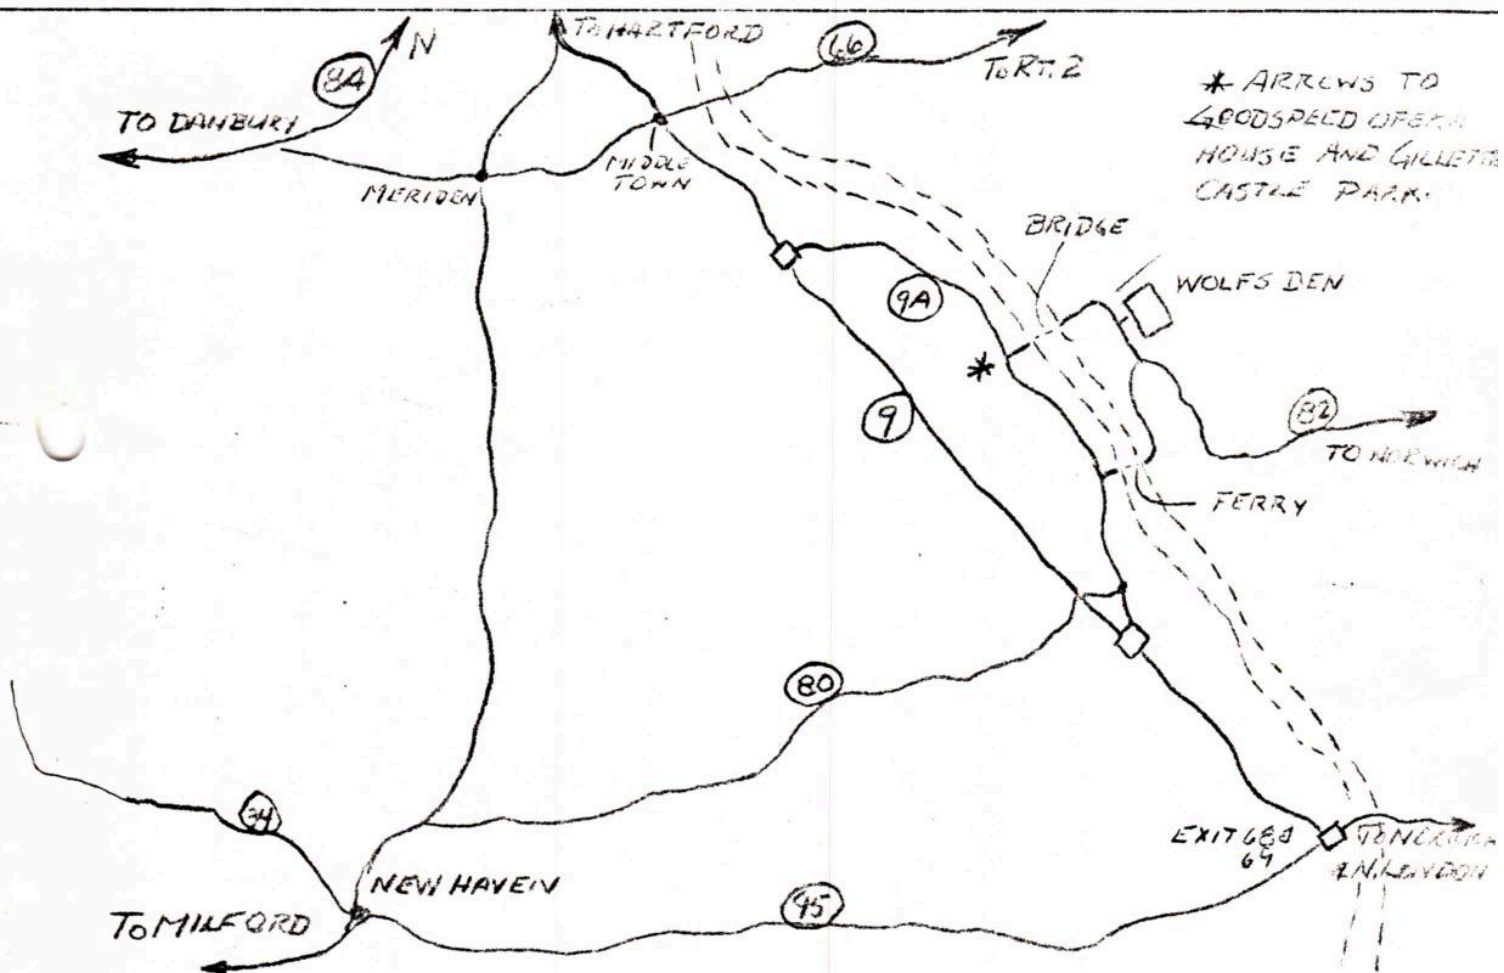 N
TO HARTFORD
66
84
TO RT. 2
* ARROWS TO
GOODSPEED OPERA
HOUSE AND GILLETTE
CASTLE PARK
TO DANBURY
MIDDLE
TOWN
MERIDEN
BRIDGE
WOLFS DEN
9A
*
9
82
TO NORWICH
FERRY
80
34
EXIT 68 &
69
& N. LONDON
NEW HAVEN
95
TO MILFORD